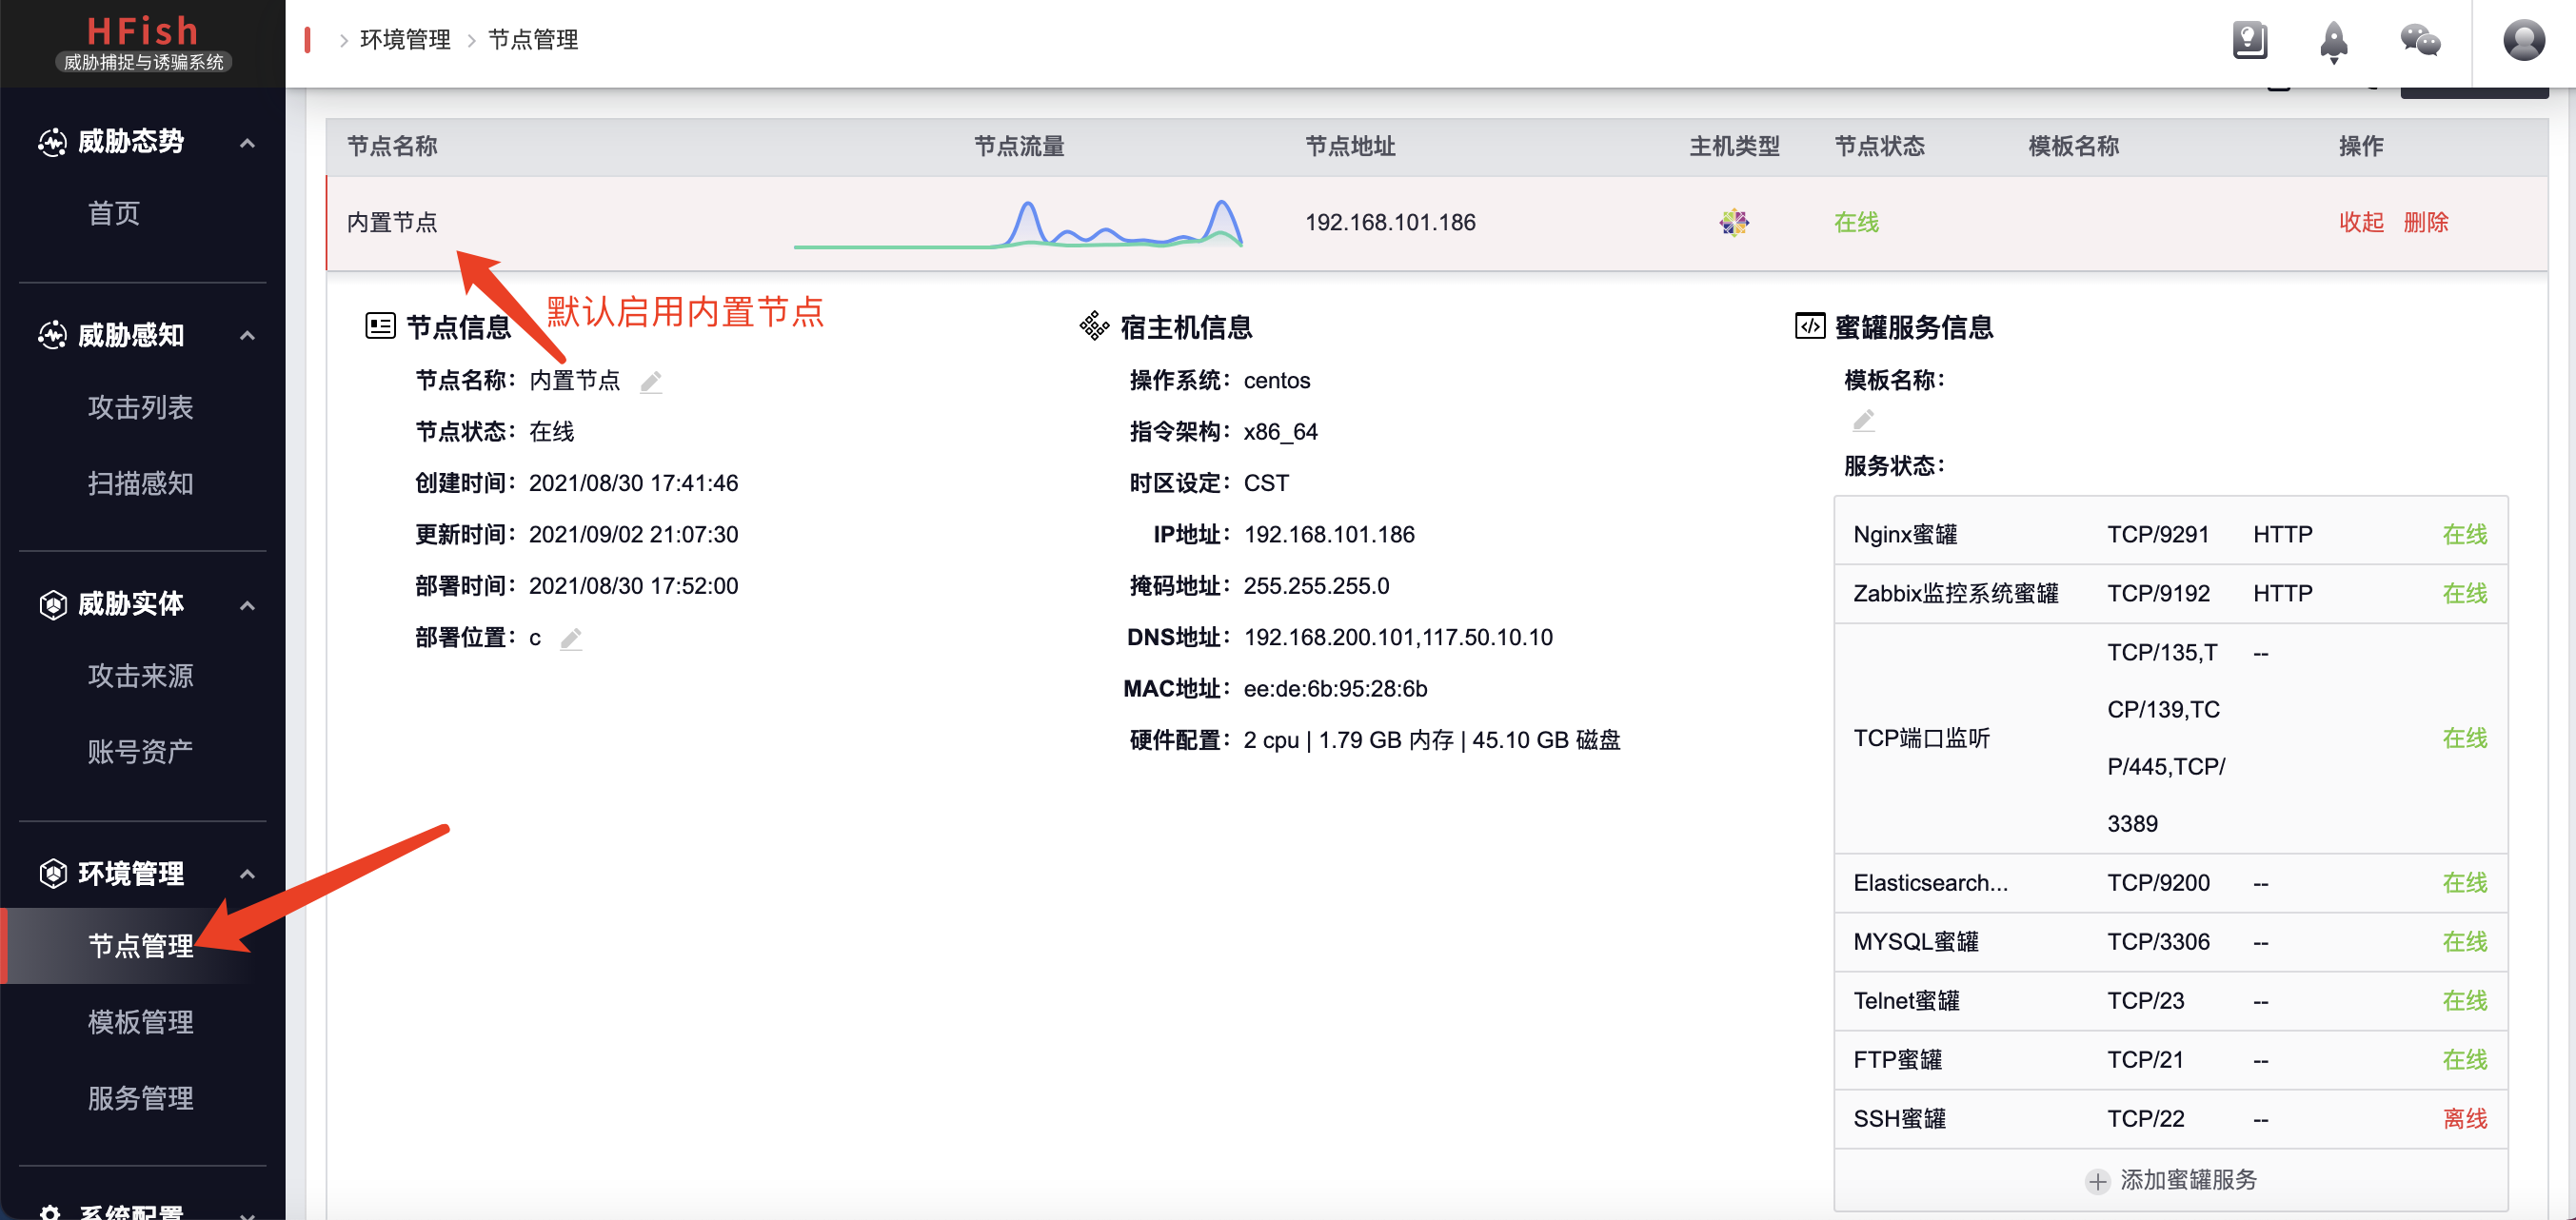 HFish
威胁捕捉与诱骗系统
环境管理
节点管理
威胁态势
首页
威胁感知
攻击列表
扫描感知
威胁实体
攻击来源
账号资产
环境管理
节点管理
模板管理
服务管理
系统配置
节点名称 节点流量 节点地址 主机类型 节点状态 模板名称 操作
内置节点 192.168.101.186 在线 收起 删除
默认启用内置节点
节点信息
节点名称： 内置节点
节点状态： 在线
创建时间： 2021/08/30 17:41:46
更新时间： 2021/09/02 21:07:30
部署时间： 2021/08/30 17:52:00
部署位置： c
宿主机信息
操作系统： centos
指令架构： x86_64
时区设定： CST
IP地址： 192.168.101.186
掩码地址： 255.255.255.0
DNS地址： 192.168.200.101,117.50.10.10
MAC地址： ee:de:6b:95:28:6b
硬件配置： 2 cpu | 1.79 GB 内存 | 45.10 GB 磁盘
蜜罐服务信息
模板名称：
服务状态：
Nginx蜜罐 TCP/9291 HTTP 在线
Zabbix监控系统蜜罐 TCP/9192 HTTP 在线
TCP/135,T --
CP/139,TC
TCP端口监听 在线
P/445,TCP/
3389
Elasticsearch... TCP/9200 -- 在线
MYSQL蜜罐 TCP/3306 -- 在线
Telnet蜜罐 TCP/23 -- 在线
FTP蜜罐 TCP/21 -- 在线
SSH蜜罐 TCP/22 -- 离线
添加蜜罐服务